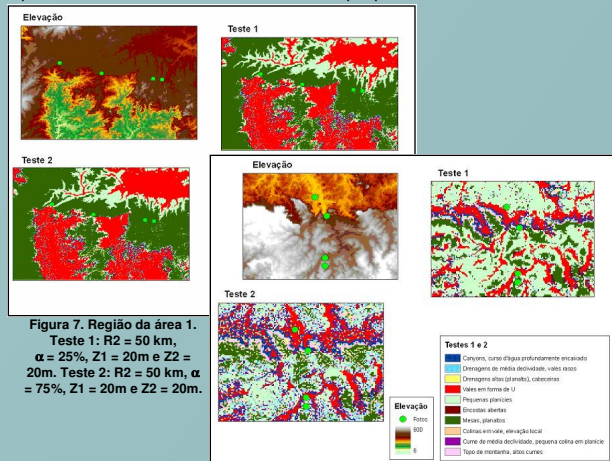 Elevação
Teste 1
Teste 2
Elevação
Teste 1
Teste 2
Figura 7. Região da área 1.
Teste 1: R2 = 50 km,
α = 25%, Z1 = 20m e Z2 =
20m. Teste 2: R2 = 50 km, α
= 75%, Z1 = 20m e Z2 = 20m.
Elevação
Fotos
600
Testes 1 e 2
Canyons, curso d'água profundamente encaixado
Drenagens de média declividade, vales rasos
Drenagens altas (planalto), cabeceiras
Vales em forma de U
Pequenas planícies
Encostas abertas
Mesas, planaltos
Colinas em vale, elevação local
Cume de média declividade, pequena colina em planície
Topo de montanha, altos cumes